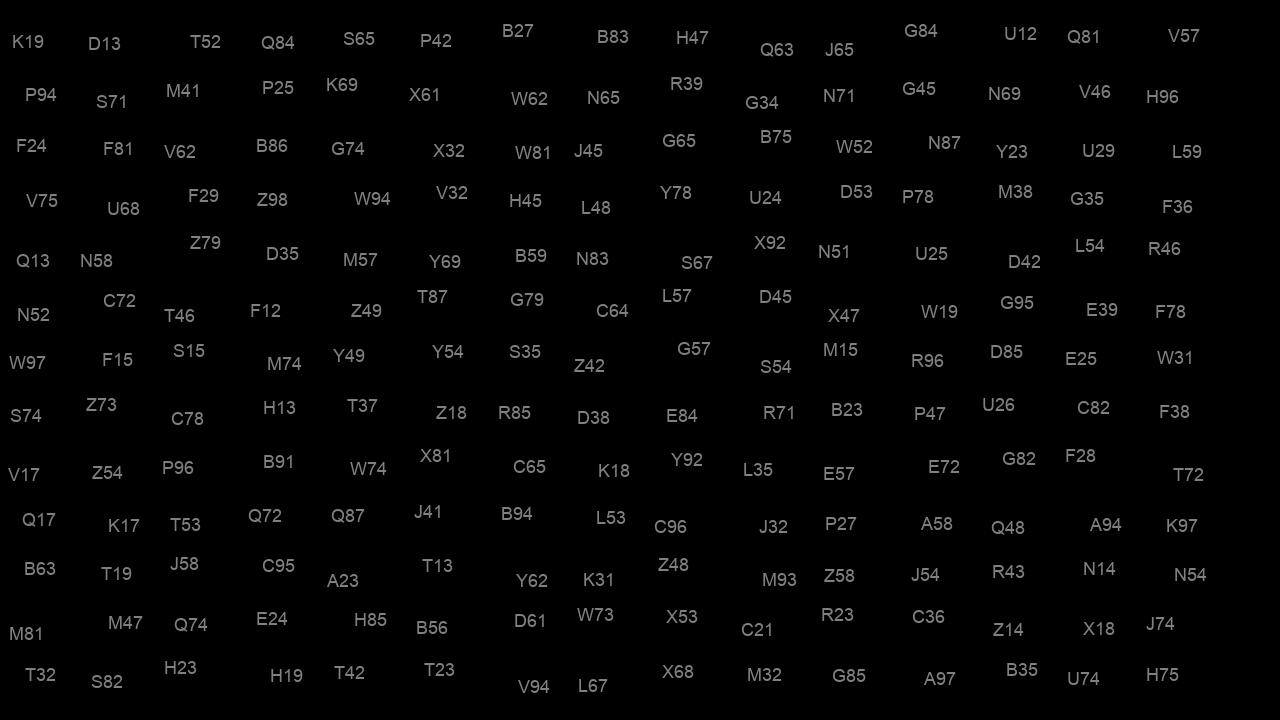 K19 D13 T52 Q84 S65 P42 B27 B83 H47 Q63 J65 G84 U12 Q81 V57
P94 S71 M41 P25 K69 X61 W62 N65 R39 G34 N71 G45 N69 V46 H96
F24 F81 V62 B86 G74 X32 W81 J45 G65 B75 W52 N87 Y23 U29 L59
V75 U68 F29 Z98 W94 V32 H45 L48 Y78 U24 D53 P78 M38 G35 F36
Q13 N58 Z79 D35 M57 Y69 B59 N83 S67 X92 N51 U25 D42 L54 R46
N52 C72 T46 F12 Z49 T87 G79 C64 L57 D45 X47 W19 G95 E39 F78
W97 F15 S15 M74 Y49 Y54 S35 Z42 G57 S54 M15 R96 D85 E25 W31
S74 Z73 C78 H13 T37 Z18 R85 D38 E84 R71 B23 P47 U26 C82 F38
V17 Z54 P96 B91 W74 X81 C65 K18 Y92 L35 E57 E72 G82 F28 T72
Q17 K17 T53 Q72 Q87 J41 B94 L53 C96 J32 P27 A58 Q48 A94 K97
B63 T19 J58 C95 A23 T13 Y62 K31 Z48 M93 Z58 J54 R43 N14 N54
M81 M47 Q74 E24 H85 B56 D61 W73 X53 C21 R23 C36 Z14 X18 J74
T32 S82 H23 H19 T42 T23 V94 L67 X68 M32 G85 A97 B35 U74 H75